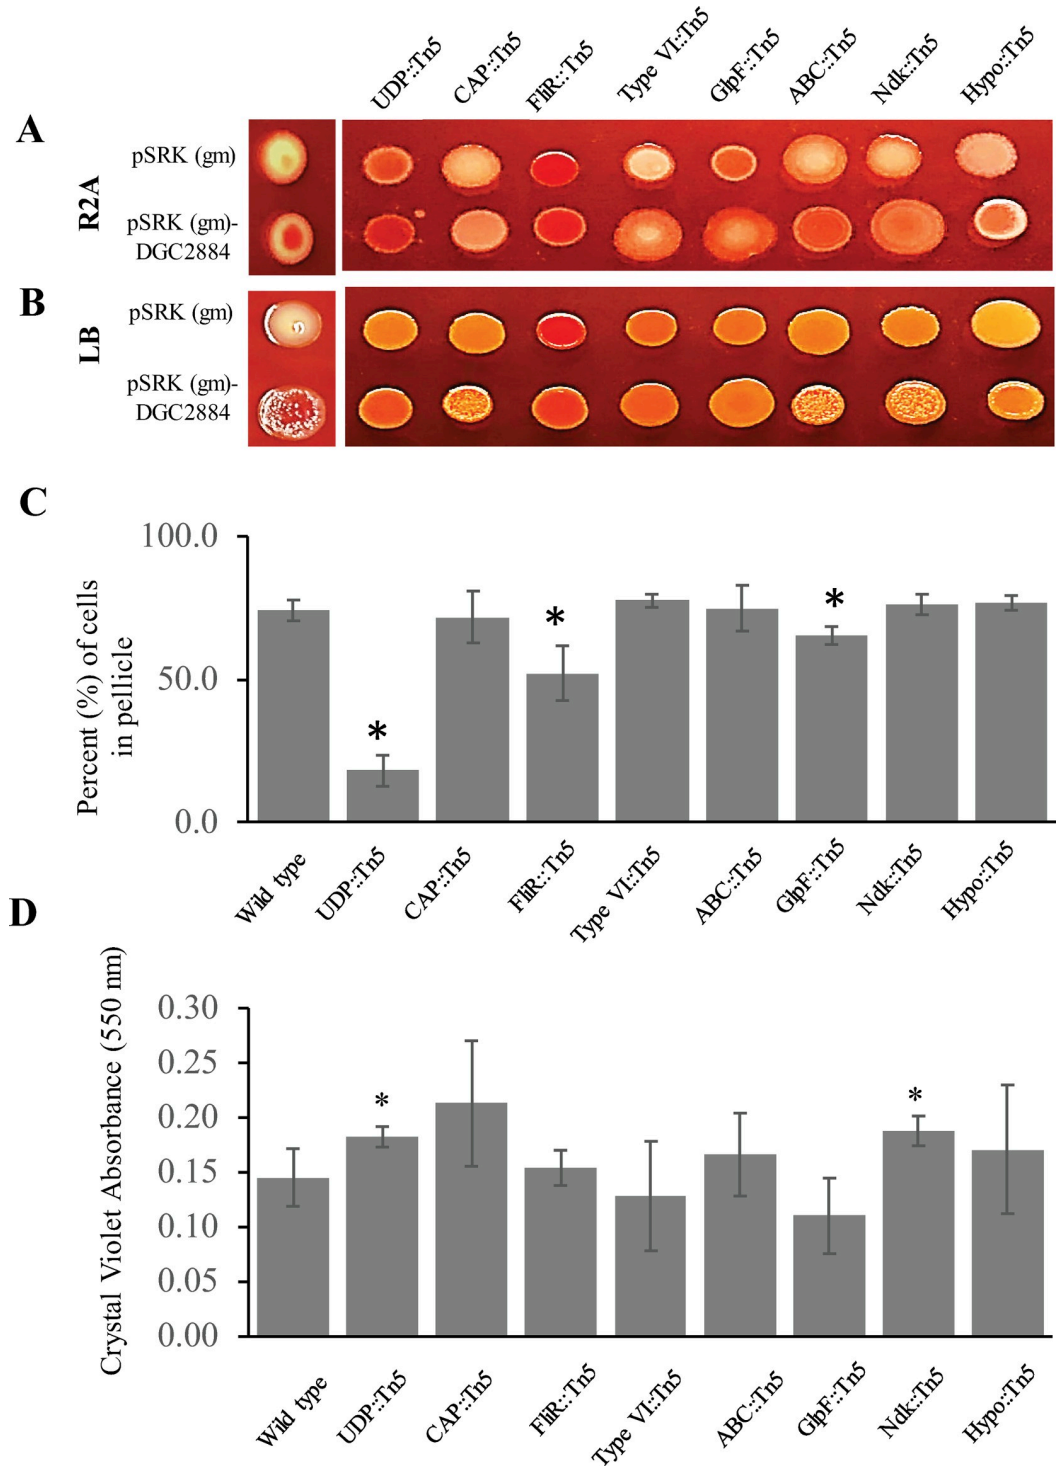 UDP::Tn5
CAP::Tn5
FliR::Tn5
Type VI::Tn5
GlpF::Tn5
ABC::Tn5
Ndk::Tn5
Hypo::Tn5
A
R2A
pSRK (gm)
pSRK (gm)-
DGC2884
B
LB
pSRK (gm)
pSRK (gm)-
DGC2884
C
Percent (%) of cells
in pellicle
100.0
50.0
0.0
*
*
*
Wild type
UDP::Tn5
CAP::Tn5
FliR::Tn5
Type VI::Tn5
ABC::Tn5
GlpF::Tn5
Ndk::Tn5
Hypo::Tn5
D
Crystal Violet Absorbance (550 nm)
0.30
0.25
0.20
0.15
0.10
0.05
0.00
*
*
Wild type
UDP::Tn5
CAP::Tn5
FliR::Tn5
Type VI::Tn5
ABC::Tn5
GlpF::Tn5
Ndk::Tn5
Hypo::Tn5